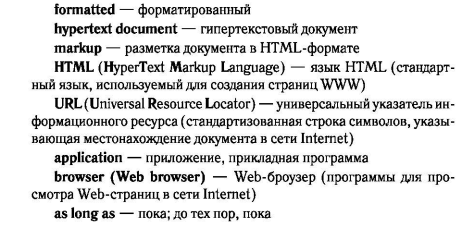 formatted — форматированный
hypertext document — гипертекстовый документ
markup — разметка документа в HTML-формате
HTML (HyperText Markup Language) — язык HTML (стандарт-
ный язык, используемый для создания страниц WWW)
URL (Universal Resource Locator) — универсальный указатель ин-
формационного ресурса (стандартизованная строка символов, указы-
вающая местонахождение документа в сети Internet)
application — приложение, прикладная программа
browser (Web browser) — Web-броузер (программы для про-
смотра Web-страниц в сети Internet)
as long as — пока; до тех пор, пока